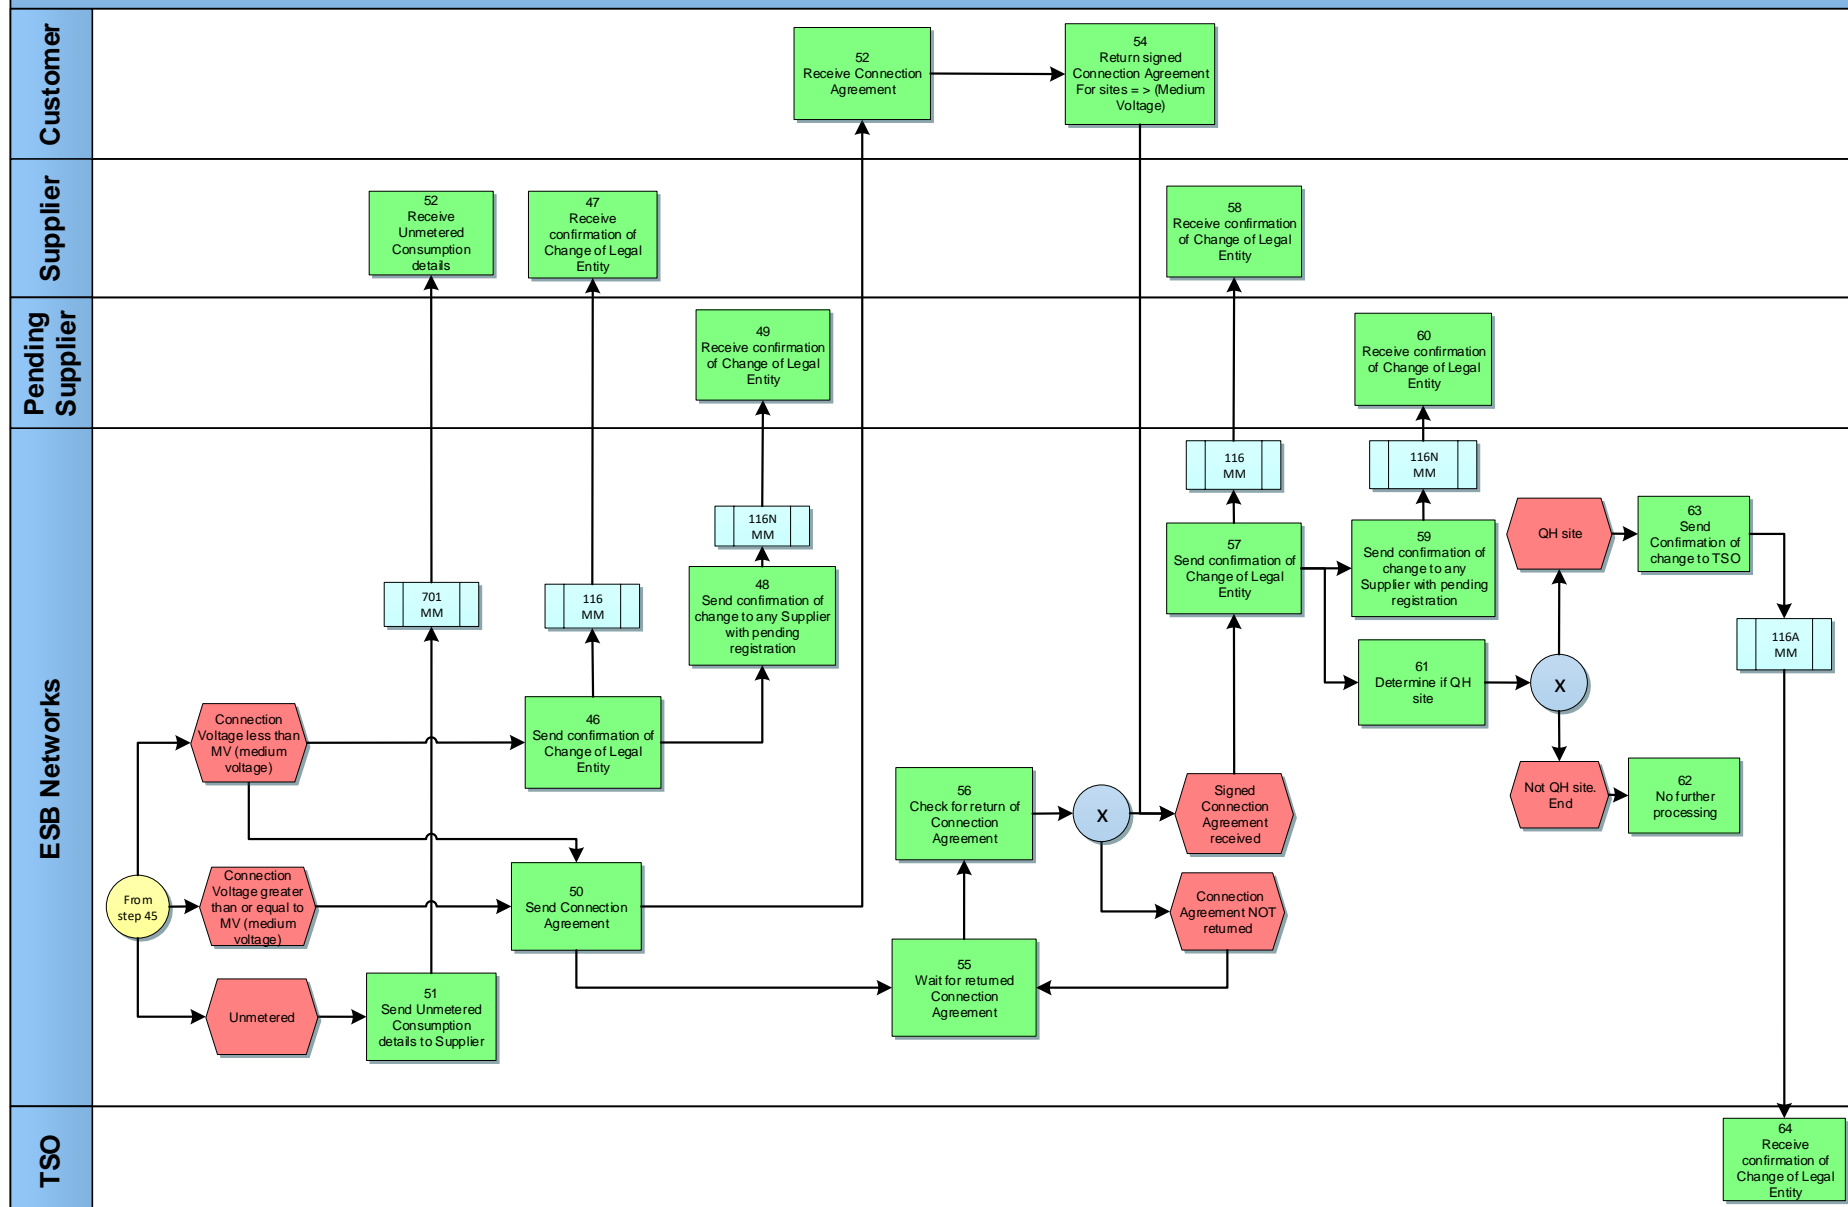 Customer
52
Receive Connection
Agreement
54
Return signed
Connection Agreement
For sites = > (Medium
Voltage)
Supplier
52
Receive
Unmetered
Consumption
details
47
Receive
confirmation of
Change of Legal
Entity
58
Receive confirmation
of Change of Legal
Entity
Pending
Supplier
49
Receive confirmation
of Change of Legal
Entity
60
Receive confirmation
of Change of Legal
Entity
ESB Networks
From
step 45
Connection
Voltage less than
MV (medium
voltage)
Connection
Voltage greater
than or equal to
MV (medium
voltage)
Unmetered
51
Send Unmetered
Consumption
details to Supplier
701
MM
116
MM
46
Send confirmation of
Change of Legal
Entity
50
Send Connection
Agreement
116N
MM
48
Send confirmation of
change to any Supplier
with pending
registration
56
Check for return of
Connection
Agreement
55
Wait for returned
Connection
Agreement
X
Signed
Connection
Agreement
received
Connection
Agreement NOT
returned
116
MM
57
Send confirmation of
Change of Legal
Entity
116N
MM
59
Send confirmation of
change to any
Supplier with pending
registration
61
Determine if QH
site
X
QH site
Not QH site.
End
63
Send
Confirmation of
change to TSO
62
No further
processing
116A
MM
TSO
64
Receive
confirmation of
Change of Legal
Entity